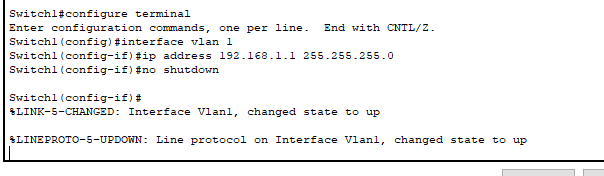 Switch1#configure terminal
Enter configuration commands, one per line.  End with CNTL/Z.
Switch1(config)#interface vlan 1
Switch1(config-if)#ip address 192.168.1.1 255.255.255.0
Switch1(config-if)#no shutdown
Switch1(config-if)#
%LINK-5-CHANGED: Interface Vlan1, changed state to up
%LINEPROTO-5-UPDOWN: Line protocol on Interface Vlan1, changed state to up